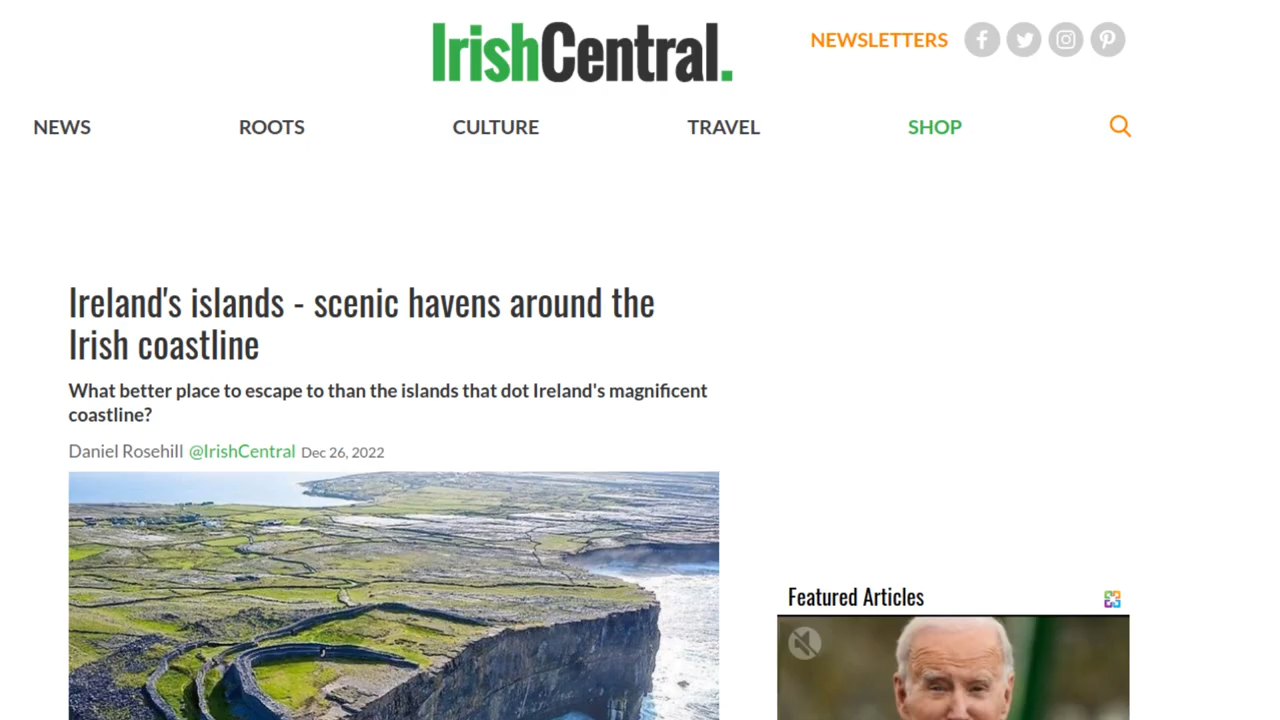 IrishCentral.
NEWSLETTERS
NEWS ROOTS CULTURE TRAVEL SHOP
Ireland's islands - scenic havens around the
Irish coastline
What better place to escape to than the islands that dot Ireland's magnificent
coastline?
Daniel Rosehill @IrishCentral Dec 26, 2022
Featured Articles